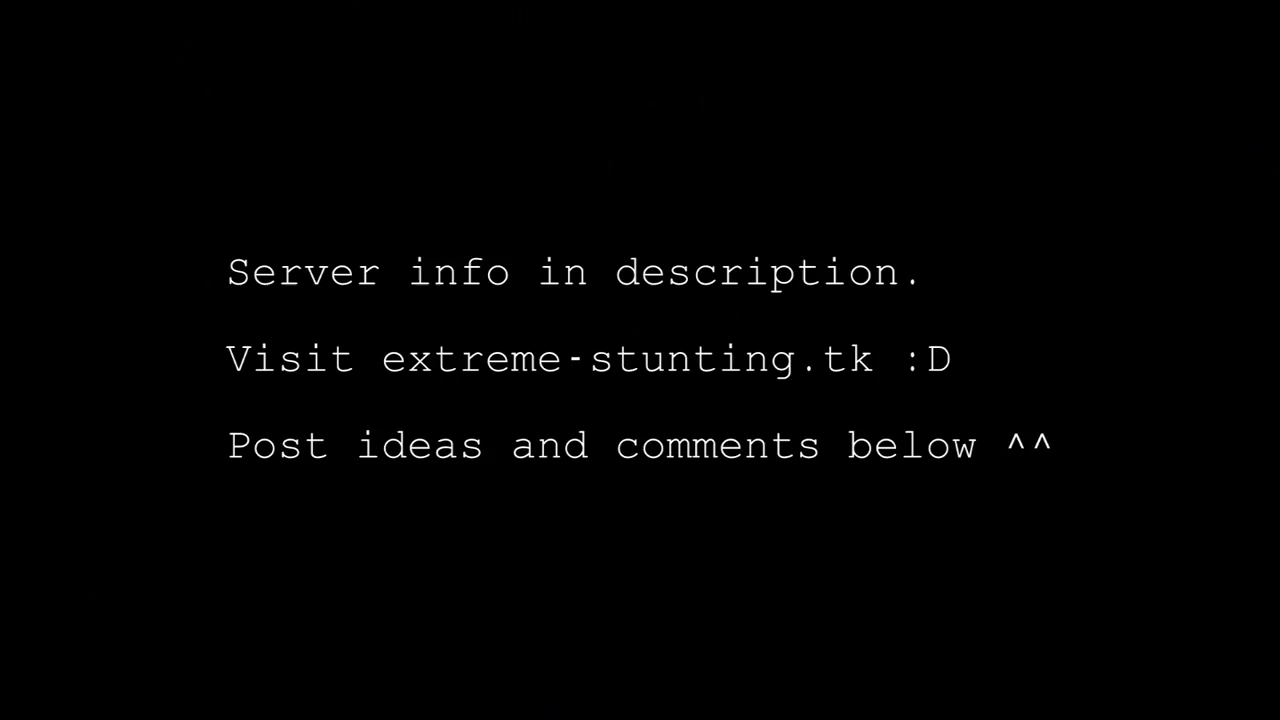 Server info in description.
Visit extreme-stunting.tk :D
Post ideas and comments below ^^